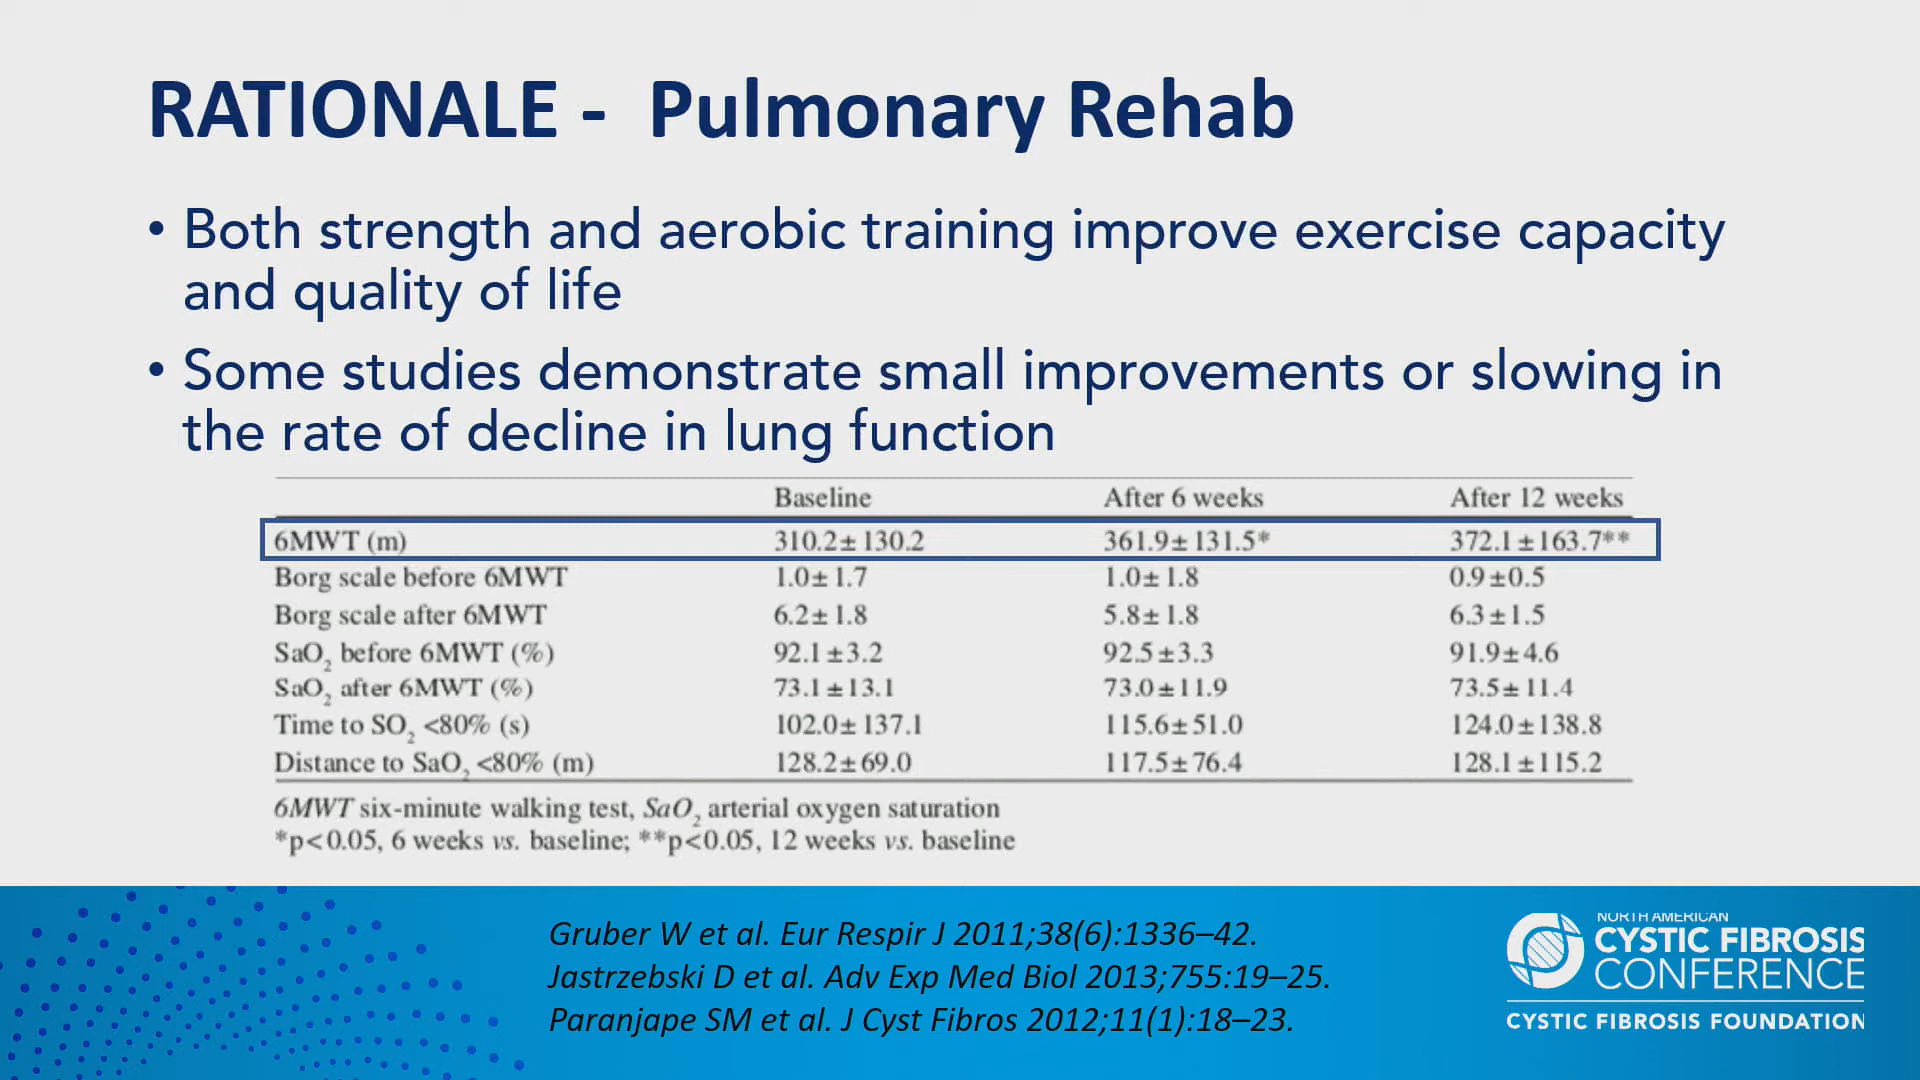 RATIONALE - Pulmonary Rehab
• Both strength and aerobic training improve exercise capacity
and quality of life
• Some studies demonstrate small improvements or slowing in
the rate of decline in lung function
Baseline After 6 weeks After 12 weeks
6MWT (m) 310.2±130.2 361.9±131.5* 372.1±163.7**
Borg scale before 6MWT 1.0±1.7 1.0±1.8 0.9±0.5
Borg scale after 6MWT 6.2±1.8 5.8±1.8 6.3±1.5
SaO₂ before 6MWT (%) 92.1±3.2 92.5±3.3 91.9±4.6
SaO₂ after 6MWT (%) 73.1±13.1 73.0±11.9 73.5±11.4
Time to SO₂ <80% (s) 102.0±137.1 115.6±51.0 124.0±138.8
Distance to SaO₂ <80% (m) 128.2±69.0 117.5±76.4 128.1±115.2
6MWT six-minute walking test, SaO₂ arterial oxygen saturation
*p<0.05, 6 weeks vs. baseline; **p<0.05, 12 weeks vs. baseline
Gruber W et al. Eur Respir J 2011;38(6):1336–42.
Jastrzebski D et al. Adv Exp Med Biol 2013;755:19–25.
Paranjape SM et al. J Cyst Fibros 2012;11(1):18–23.
NORTH AMERICAN
CYSTIC FIBROSIS
CONFERENCE
CYSTIC FIBROSIS FOUNDATION